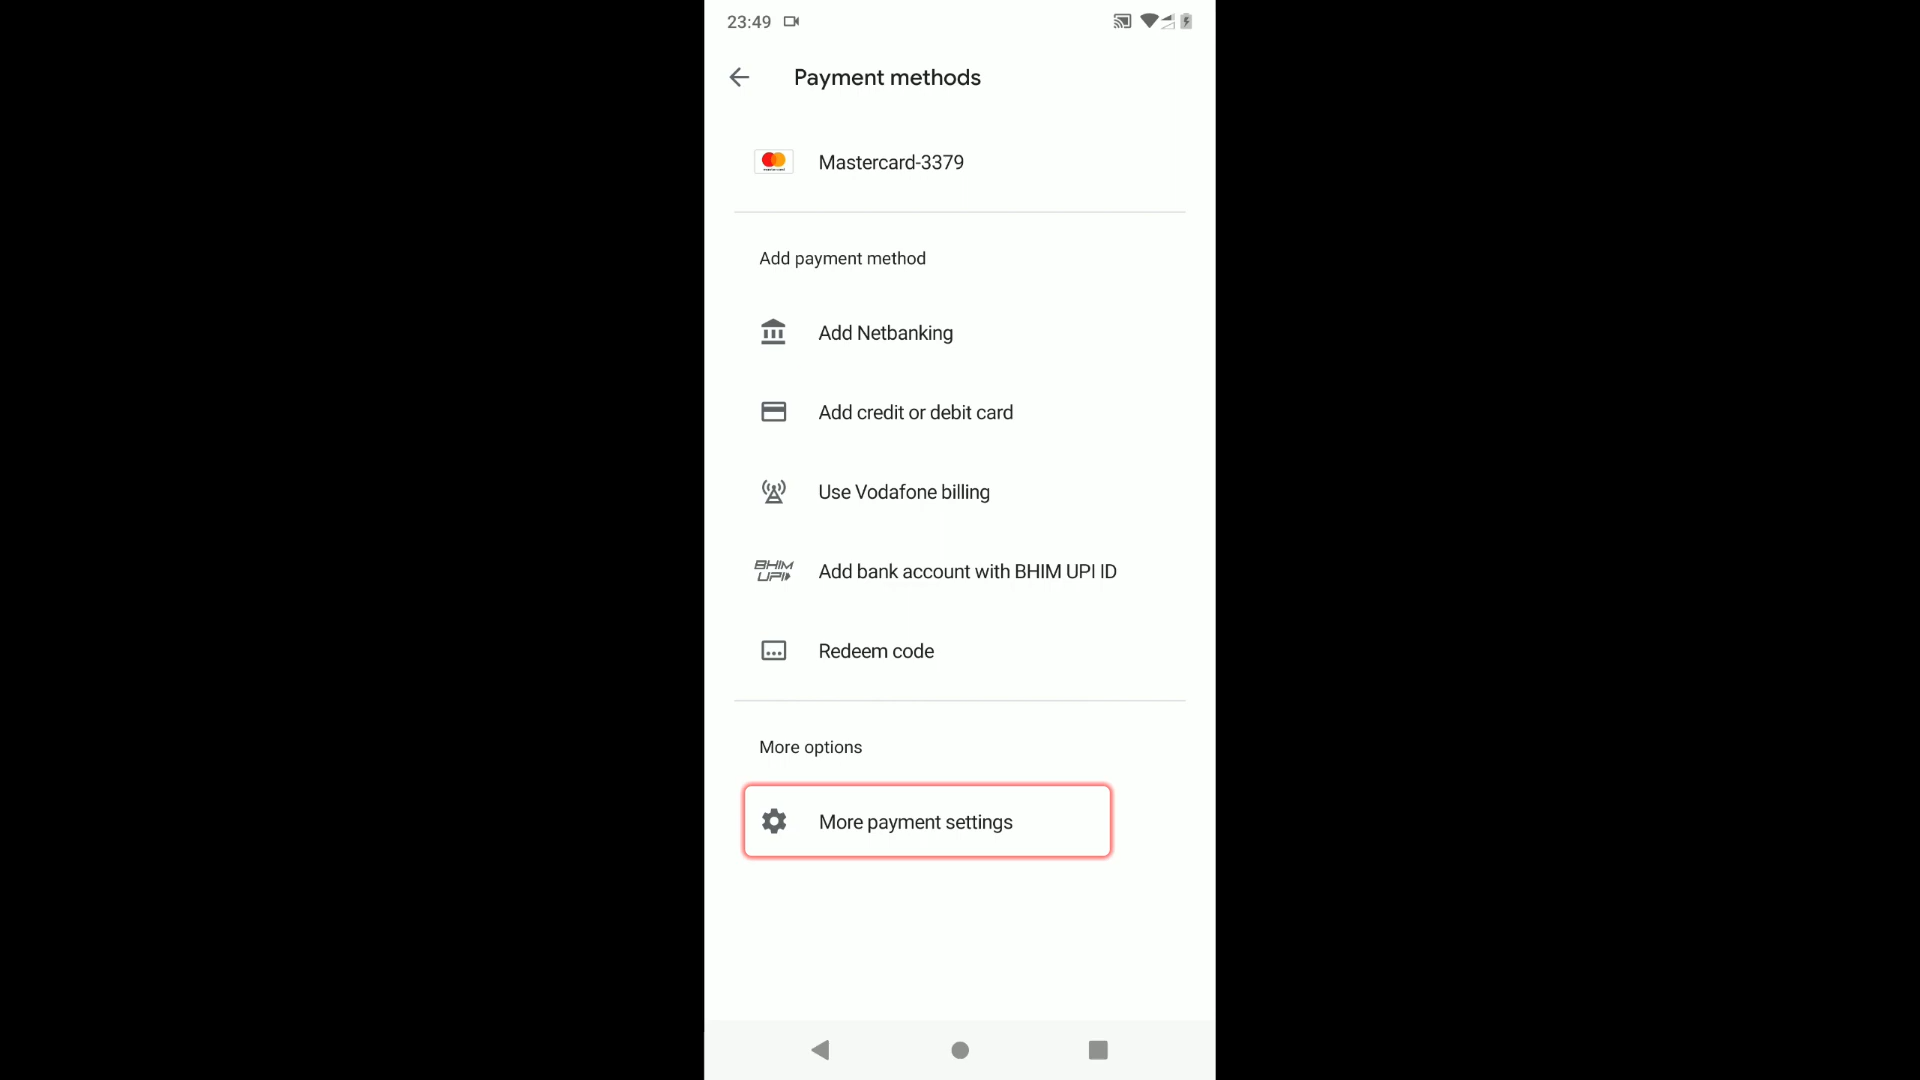 23:49
Payment methods
Mastercard-3379
Add payment method
Add Netbanking
Add credit or debit card
Use Vodafone billing
BHIM
UPI
Add bank account with BHIM UPI ID
Redeem code
More options
More payment settings